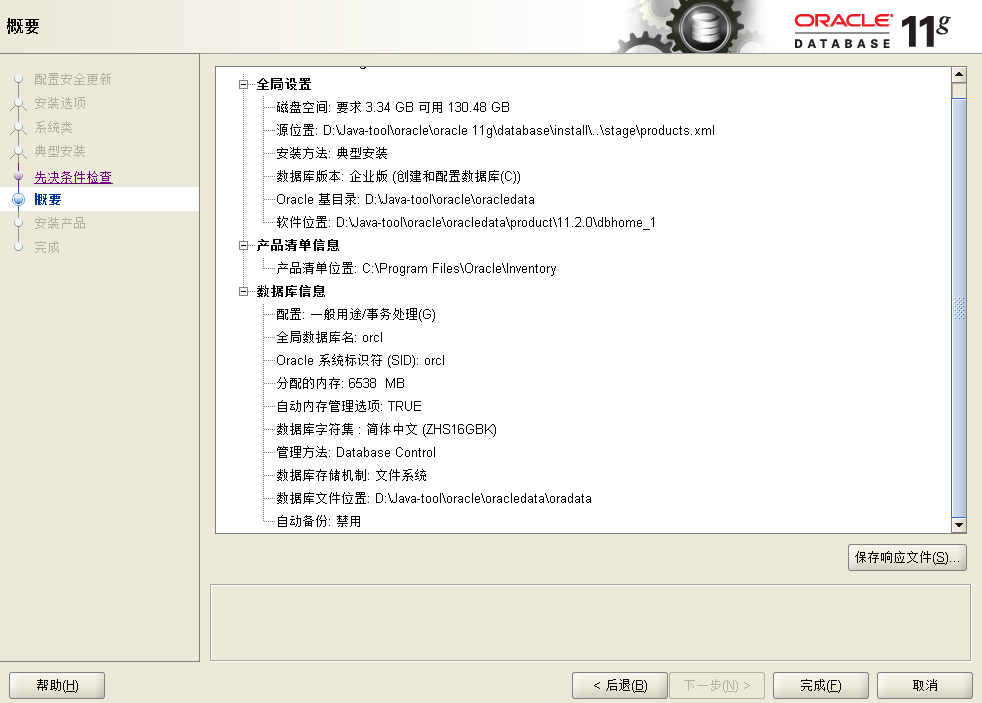 概要
ORACLE
DATABASE 11g
配置安全更新
安装选项
系统类
典型安装
先决条件检查
概要
安装产品
完成
全局设置
磁盘空间: 要求 3.34 GB 可用 130.48 GB
源位置: D:\Java-tool\oracle\oracle 11g\database\install\..\stage\products.xml
安装方法: 典型安装
数据库版本: 企业版 (创建和配置数据库(C))
Oracle 基目录: D:\Java-tool\oracle\oracledata
软件位置: D:\Java-tool\oracle\oracledata\product\11.2.0\dbhome_1
产品清单信息
产品清单位置: C:\Program Files\Oracle\Inventory
数据库信息
配置: 一般用途/事务处理(G)
全局数据库名: orcl
Oracle 系统标识符 (SID): orcl
分配的内存: 6538 MB
自动内存管理选项: TRUE
数据库字符集 : 简体中文 (ZHS16GBK)
管理方法: Database Control
数据库存储机制: 文件系统
数据库文件位置: D:\Java-tool\oracle\oracledata\oradata
自动备份: 禁用
保存响应文件(S)...
帮助(H)
< 后退(B)
下一步(N) >
完成(F)
取消